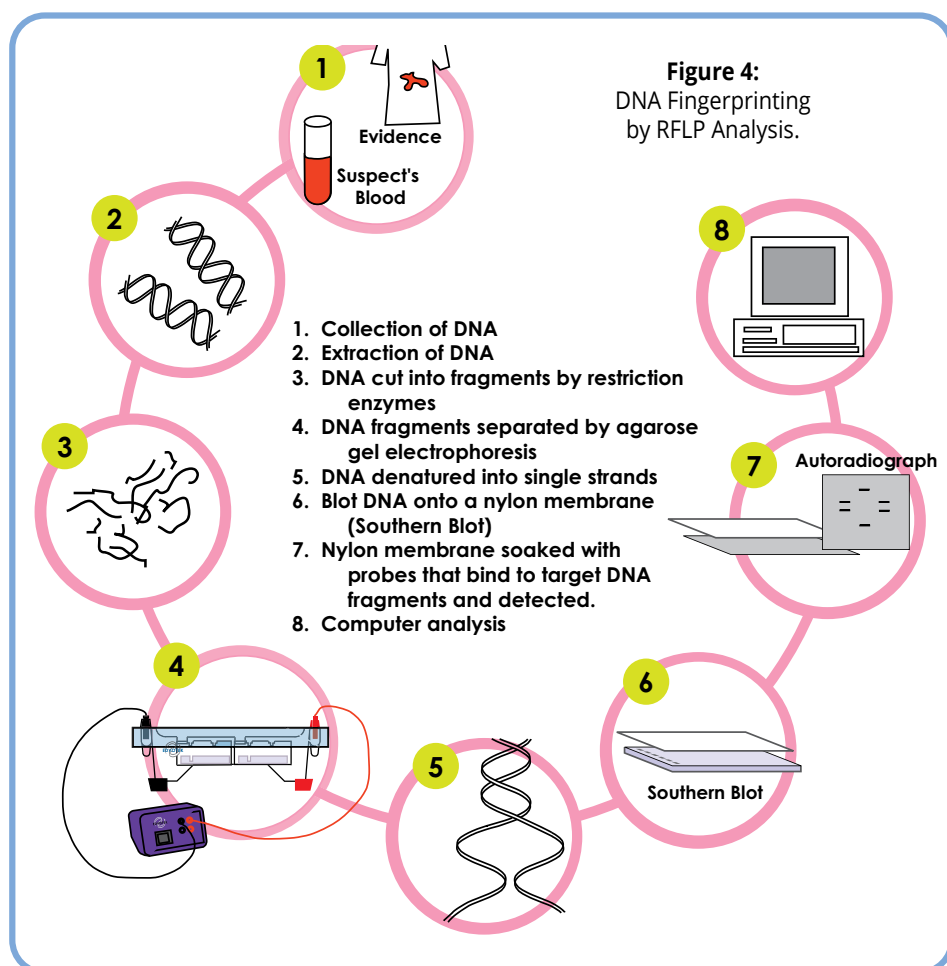 Figure 4:
DNA Fingerprinting
by RFLP Analysis.
1
Evidence
Suspect's
Blood
2
3
4
5
6
Southern Blot
7
Autoradiograph
8
1. Collection of DNA
2. Extraction of DNA
3. DNA cut into fragments by restriction
enzymes
4. DNA fragments separated by agarose
gel electrophoresis
5. DNA denatured into single strands
6. Blot DNA onto a nylon membrane
(Southern Blot)
7. Nylon membrane soaked with
probes that bind to target DNA
fragments and detected.
8. Computer analysis